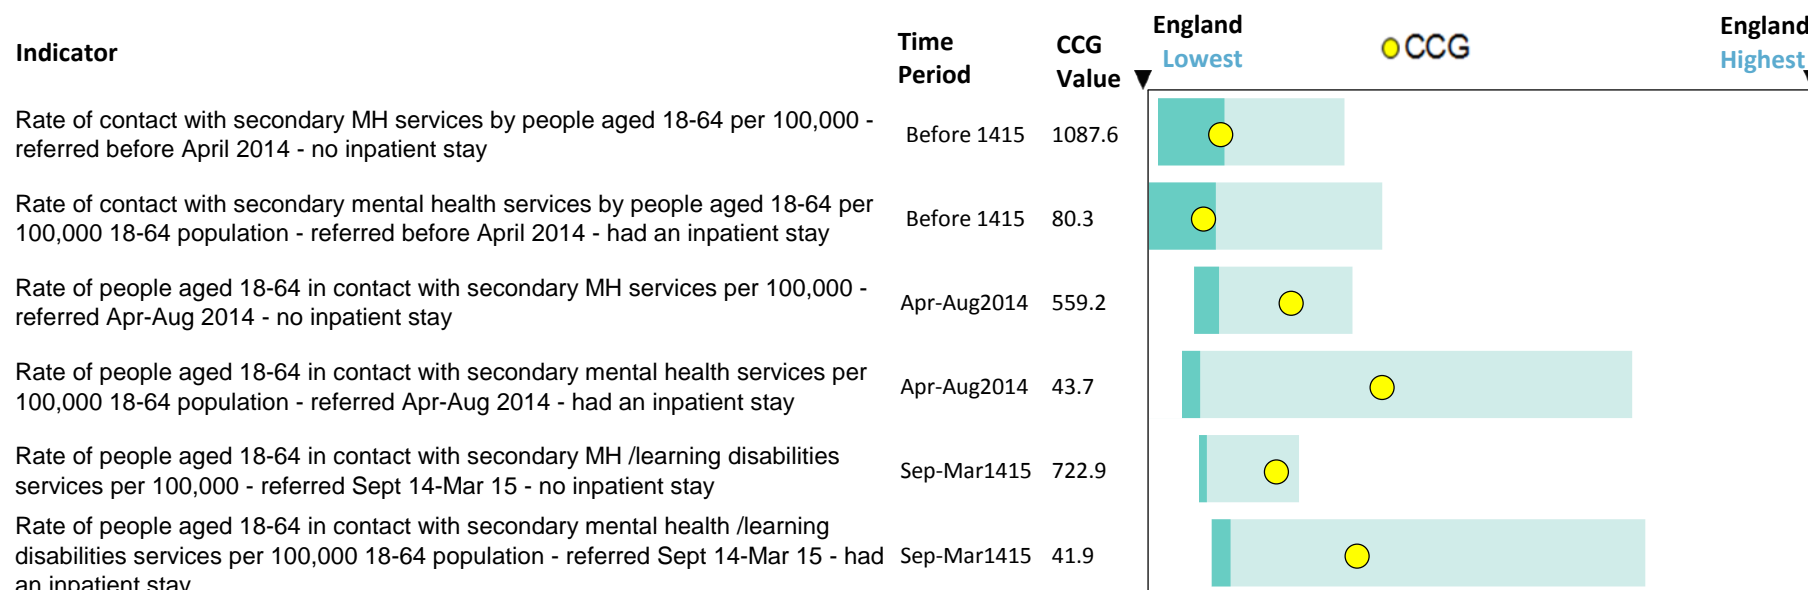 Indicator
Time Period
CCG Value
England Lowest
CCG
England Highest
Rate of contact with secondary MH services by people aged 18-64 per 100,000 -
referred before April 2014 - no inpatient stay
Before 1415 1087.6
Rate of contact with secondary mental health services by people aged 18-64 per
100,000 18-64 population - referred before April 2014 - had an inpatient stay
Before 1415 80.3
Rate of people aged 18-64 in contact with secondary MH services per 100,000 -
referred Apr-Aug 2014 - no inpatient stay
Apr-Aug2014 559.2
Rate of people aged 18-64 in contact with secondary mental health services per
100,000 18-64 population - referred Apr-Aug 2014 - had an inpatient stay
Apr-Aug2014 43.7
Rate of people aged 18-64 in contact with secondary MH /learning disabilities
services per 100,000 - referred Sept 14-Mar 15 - no inpatient stay
Sep-Mar1415 722.9
Rate of people aged 18-64 in contact with secondary mental health /learning
disabilities services per 100,000 18-64 population - referred Sept 14-Mar 15 - had
an inpatient stay
Sep-Mar1415 41.9